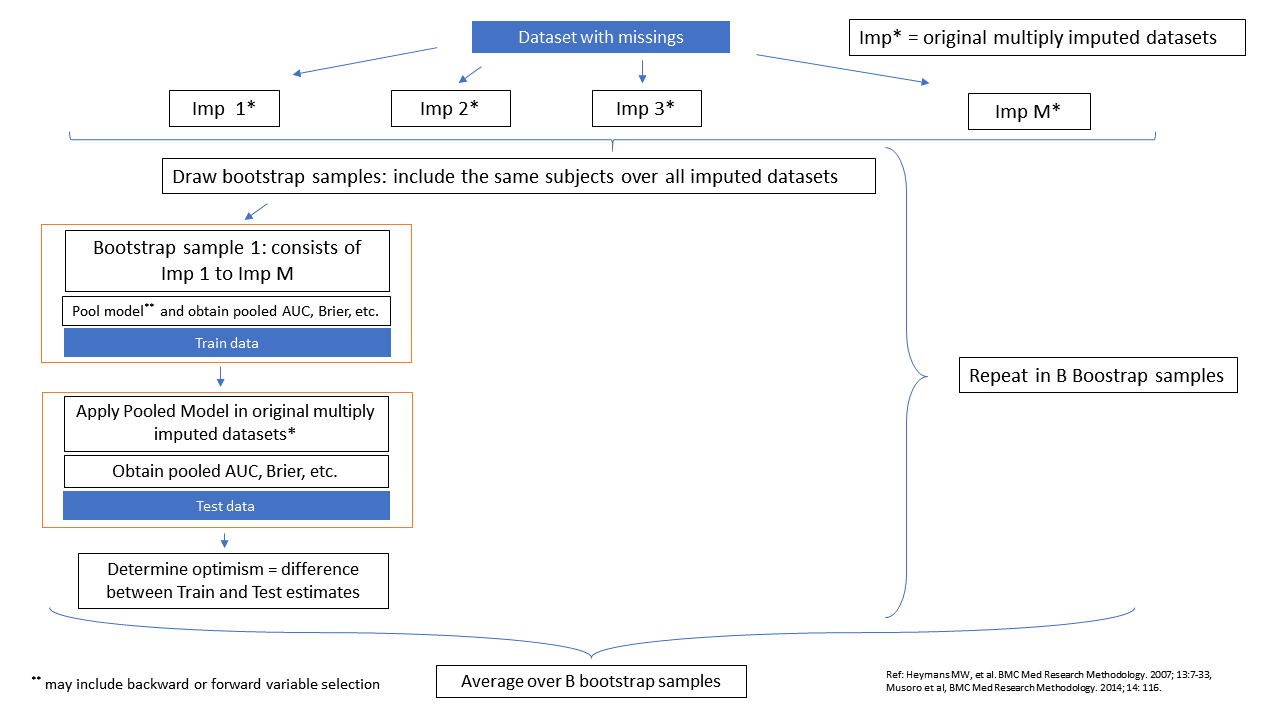 Dataset with missings
Imp* = original multiply imputed datasets
Imp 1*
Imp 2*
Imp 3*
Imp M*
Draw bootstrap samples: include the same subjects over all imputed datasets
Bootstrap sample 1: consists of
Imp 1 to Imp M
Pool model** and obtain pooled AUC, Brier, etc.
Train data
Repeat in B Boostrap samples
Apply Pooled Model in original multiply
imputed datasets*
Obtain pooled AUC, Brier, etc.
Test data
Determine optimism = difference
between Train and Test estimates
Average over B bootstrap samples
** may include backward or forward variable selection
Ref: Heymans MW, et al. BMC Med Research Methodology. 2007; 13:7-33,
Musoro et al, BMC Med Research Methodology. 2014; 14: 116.